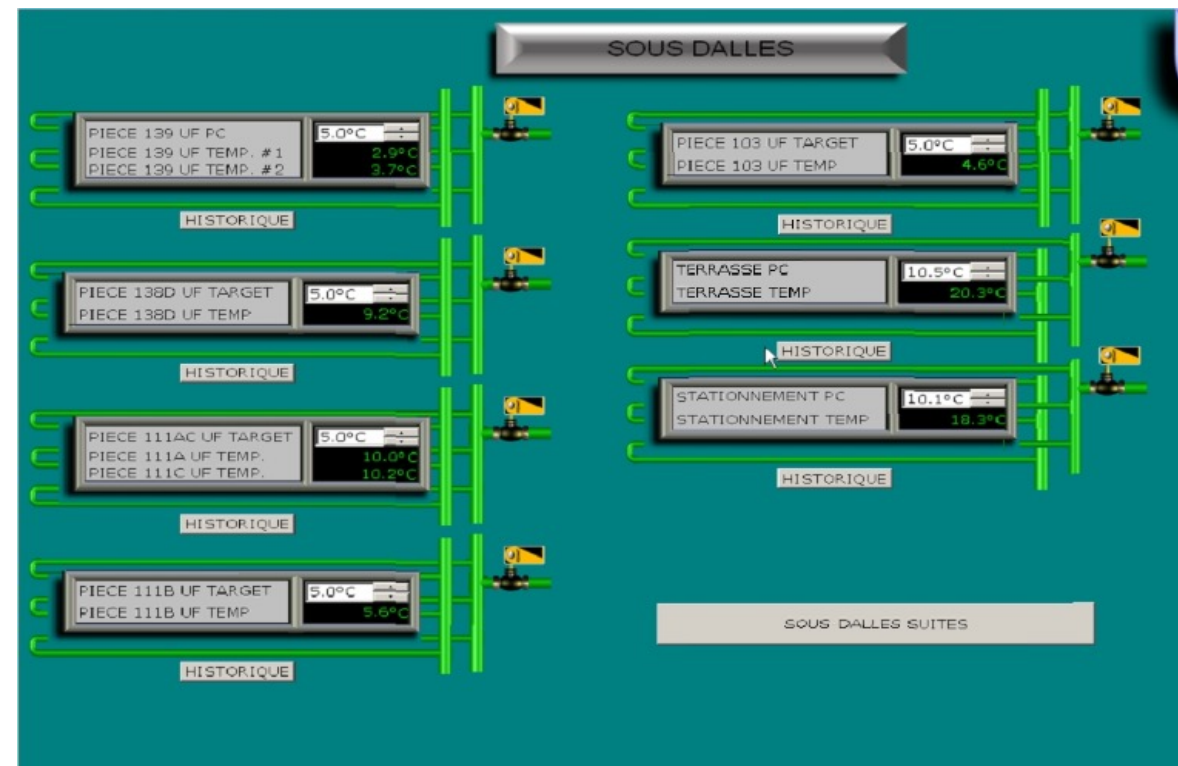 SOUS DALLES
PIECE 139 UF PC 5.0°C
PIECE 139 UF TEMP. #1 2.9°C
PIECE 139 UF TEMP. #2 3.7°C
HISTORIQUE
PIECE 138D UF TARGET 5.0°C
PIECE 138D UF TEMP 9.2°C
HISTORIQUE
PIECE 111AC UF TARGET 5.0°C
PIECE 111A UF TEMP. 10.0°C
PIECE 111C UF TEMP. 10.2°C
HISTORIQUE
PIECE 111B UF TARGET 5.0°C
PIECE 111B UF TEMP 5.6°C
HISTORIQUE
PIECE 103 UF TARGET 5.0°C
PIECE 103 UF TEMP 4.6°C
HISTORIQUE
TERRASSE PC 10.5°C
TERRASSE TEMP 20.3°C
HISTORIQUE
STATIONNEMENT PC 10.1°C
STATIONNEMENT TEMP 18.3°C
HISTORIQUE
SOUS DALLES SUITES